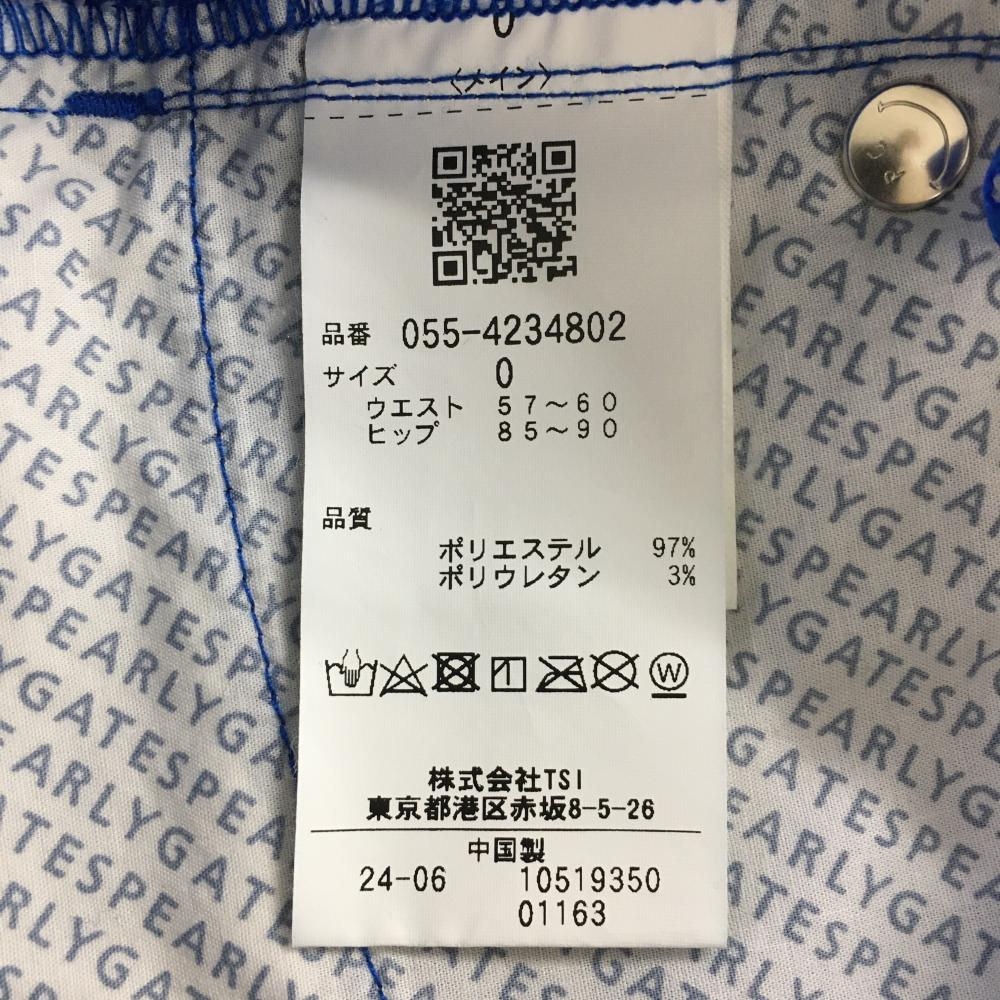 0
〈メイン〉
品番 055-4234802
サイズ 0
ウエスト 57～60
ヒップ 85～90
品質
ポリエステル 97%
ポリウレタン 3%
W
株式会社TSI
東京都港区赤坂8-5-26
中国製
24-06 10519350
01163
PEARLYGATES